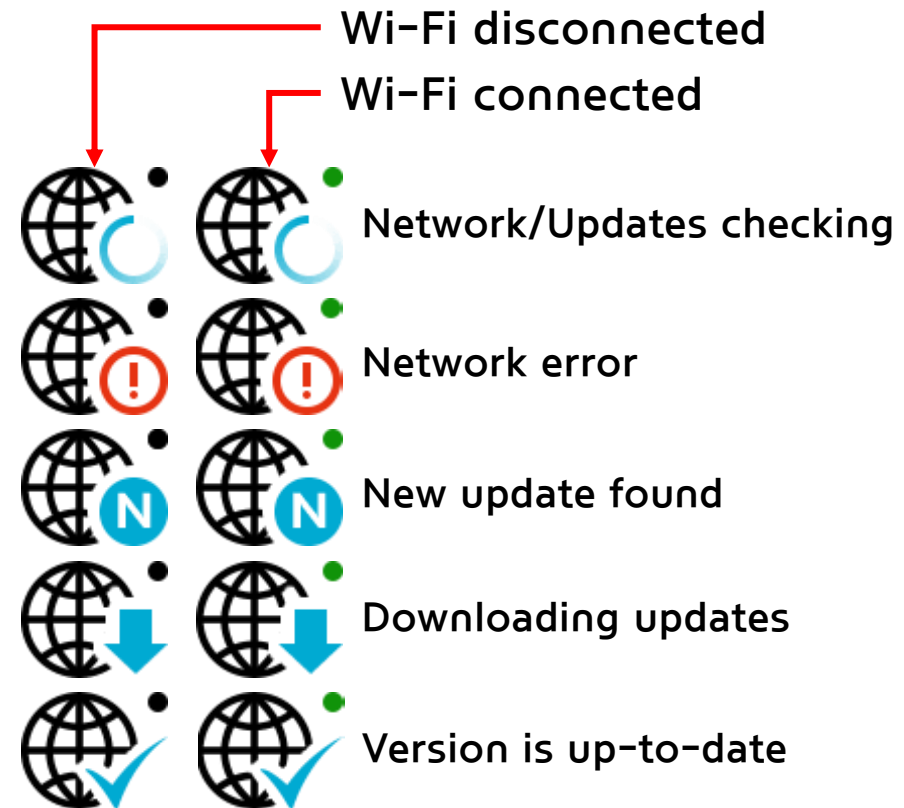 Wi-Fi disconnected
Wi-Fi connected
Network/Updates checking
! ! Network error
N N New update found
Downloading updates
Version is up-to-date